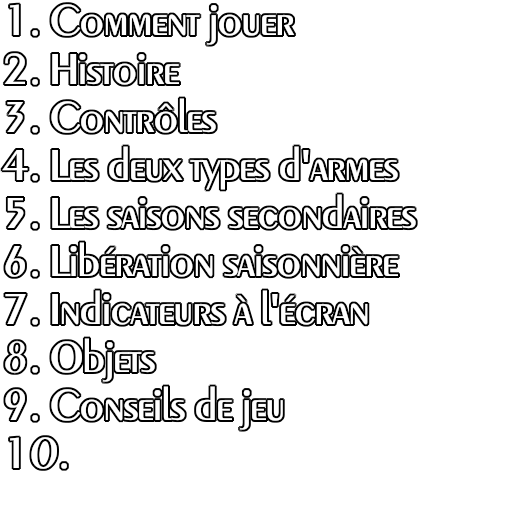 1. Comment jouer
2. Histoire
3. Contrôles
4. Les deux types d'armes
5. Les saisons secondaires
6. Libération saisonnière
7. Indicateurs à l'écran
8. Objets
9. Conseils de jeu
10.